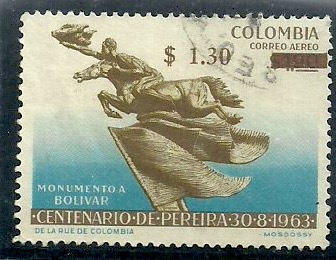 COLOMBIA
CORREO AEREO
$ 1.30
MONUMENTO A
BOLIVAR
·CENTENARIO·DE·PEREIRA·30·8·1963·
DE LA RUE DE COLOMBIA
MOSDOSSY